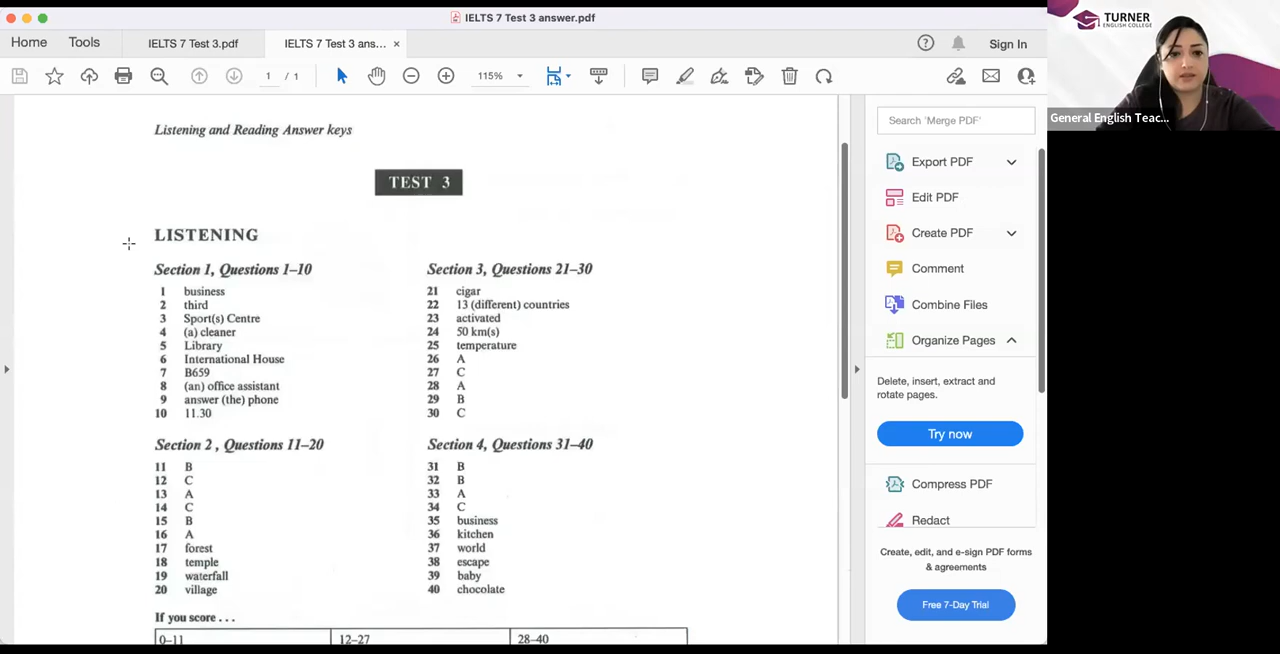 IELTS 7 Test 3 answer.pdf
Home Tools IELTS 7 Test 3.pdf IELTS 7 Test 3 ans... × Sign In
1 / 1 115%
Listening and Reading Answer keys
TEST 3
LISTENING
Section 1, Questions 1–10
1 business
2 third
3 Sport(s) Centre
4 (a) cleaner
5 Library
6 International House
7 B659
8 (an) office assistant
9 answer (the) phone
10 11.30
Section 2 , Questions 11–20
11 B
12 C
13 A
14 C
15 B
16 A
17 forest
18 temple
19 waterfall
20 village
Section 3, Questions 21–30
21 cigar
22 13 (different) countries
23 activated
24 50 km(s)
25 temperature
26 A
27 C
28 A
29 B
30 C
Section 4, Questions 31–40
31 B
32 B
33 A
34 C
35 business
36 kitchen
37 world
38 escape
39 baby
40 chocolate
If you score . . .
0–11 12–27 28–40
Search 'Merge PDF'
Export PDF
Edit PDF
Create PDF
Comment
Combine Files
Organize Pages
Delete, insert, extract and
rotate pages.
Try now
Compress PDF
Redact
Create, edit, and e-sign PDF forms
& agreements
Free 7-Day Trial
TURNER
ENGLISH COLLEGE
General English Teac...